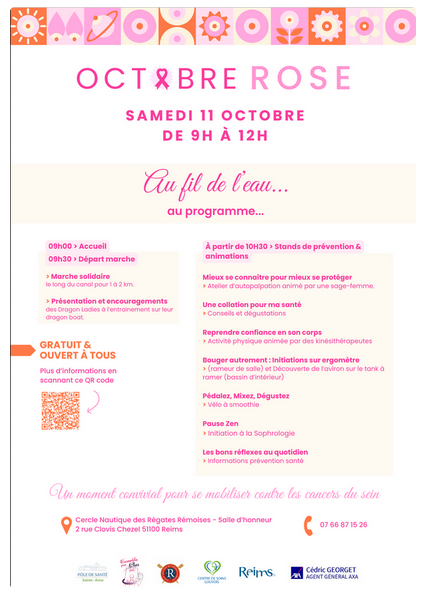 OCTOBRE ROSE
SAMEDI 11 OCTOBRE
DE 9H À 12H
Au fil de l'eau...
au programme...
09h00 > Accueil
09h30 > Départ marche
> Marche solidaire
le long du canal pour 1 à 2 km.
> Présentation et encouragements
des Dragon Ladies à l'entrainement sur leur
dragon boat.
GRATUIT &
OUVERT À TOUS
Plus d'informations en
scannant ce QR code
À partir de 10H30 > Stands de prévention &
animations
Mieux se connaître pour mieux se protéger
> Atelier d'autopalpation animé par une sage-femme.
Une collation pour ma santé
> Conseils et dégustations
Reprendre confiance en son corps
> Activité physique animée par des kinésithérapeutes
Bouger autrement : Initiations sur ergomètre
> (rameur de salle) et Découverte de l'aviron sur le tank à
ramer (bassin d'intérieur)
Pédalez, Mixez, Dégustez
> Vélo à smoothie
Pause Zen
> Initiation à la Sophrologie
Les bons réflexes au quotidien
> Informations prévention santé
Un moment convivial pour se mobiliser contre les cancers du sein
Cercle Nautique des Régates Rémoises - Salle d'honneur
2 rue Clovis Chezel 51100 Reims
07 66 87 15 26
PÔLE DE SANTÉ
CENTRE DE SOINS
Reims
AXA
Cédric GEORGET
AGENT GÉNÉRAL AXA